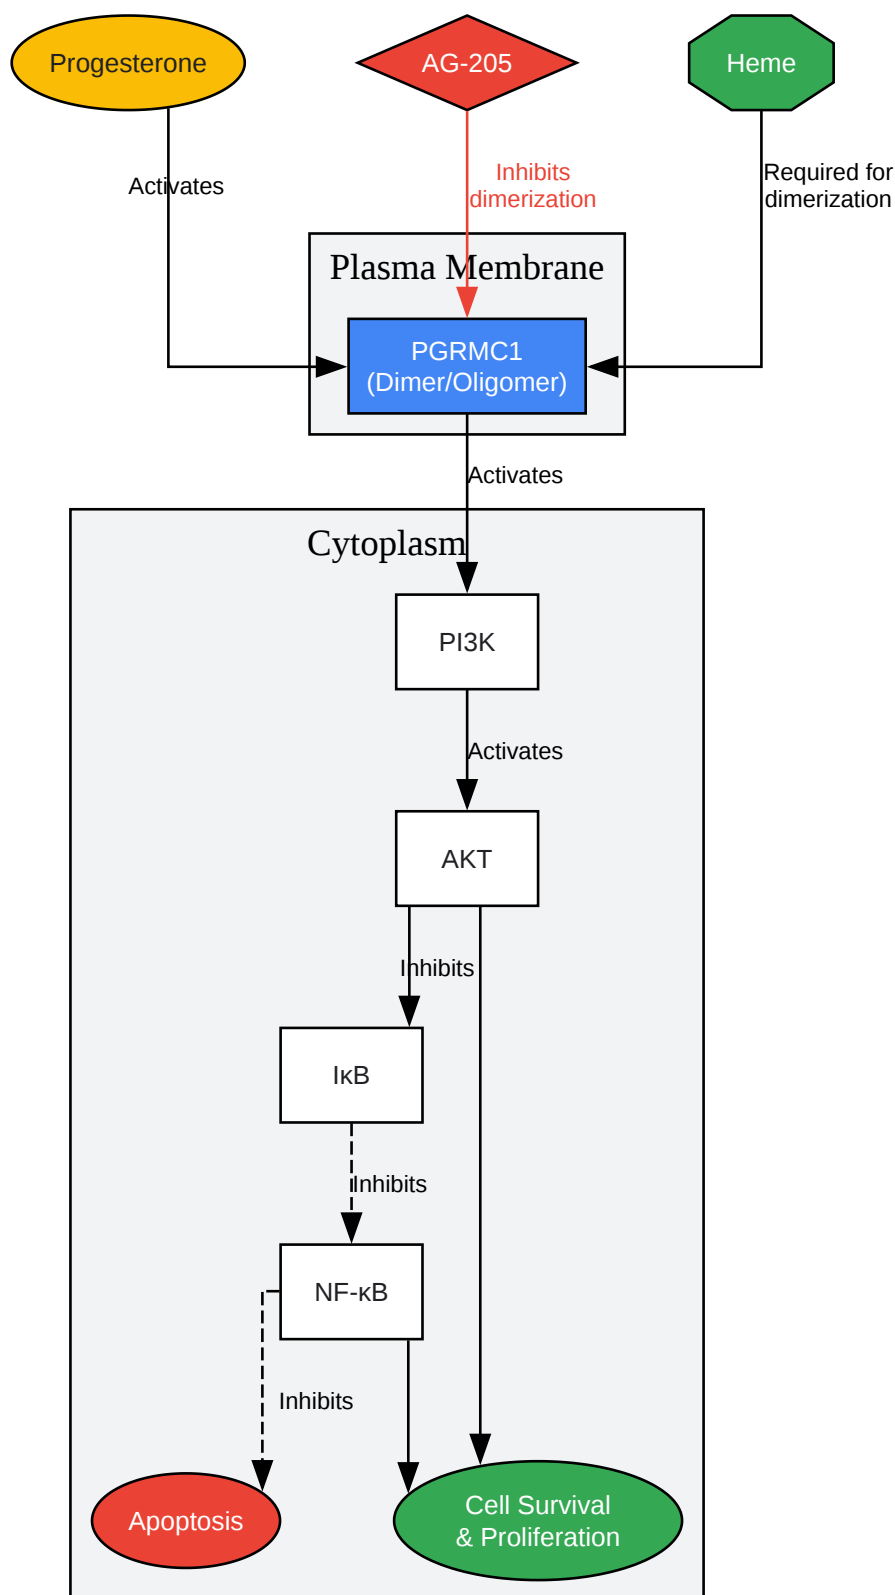 Progesterone
AG-205
Heme
Activates
Inhibits
dimerization
Required for
dimerization
Plasma Membrane
PGRMC1
(Dimer/Oligomer)
Activates
Cytoplasm
PI3K
Activates
AKT
Inhibits
IκB
Inhibits
NF-κB
Inhibits
Apoptosis
Cell Survival
& Proliferation